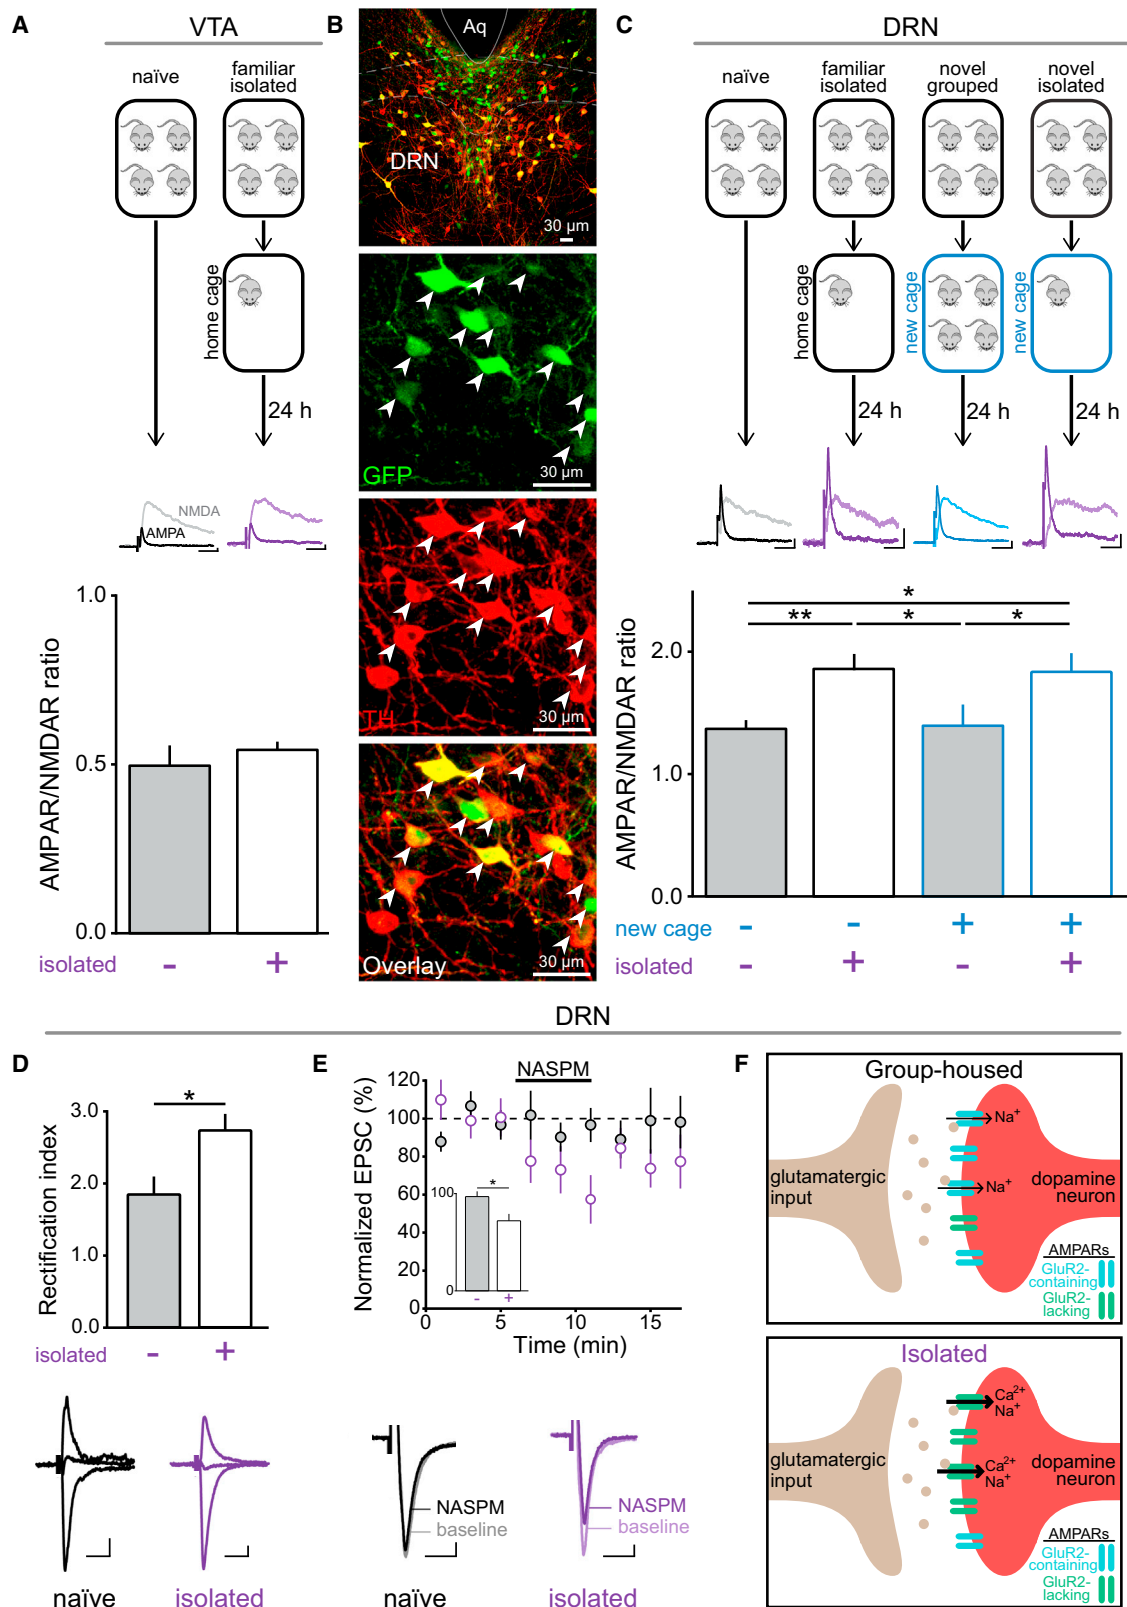 A
VTA
naïve
familiar
isolated
home cage
24 h
NMDA
AMPA
1.0
0.5
0.0
AMPAR/NMDAR ratio
isolated
-
+
B
Aq
DRN
30 µm
GFP
30 µm
TH
30 µm
Overlay
30 µm
C
DRN
naïve
familiar
isolated
novel
grouped
novel
isolated
home cage
new cage
new cage
24 h
24 h
24 h
*
**
*
*
2.0
1.0
0.0
AMPAR/NMDAR ratio
new cage
-
-
+
+
isolated
-
+
-
+
DRN
D
*
3.0
2.0
1.0
0.0
Rectification index
isolated
-
+
naïve
isolated
E
NASPM
120
100
80
60
40
20
0
Normalized EPSC (%)
100
0
*
-
+
0
5
10
15
Time (min)
NASPM
baseline
naïve
NASPM
baseline
isolated
F
Group-housed
Na+
Na+
glutamatergic
input
dopamine
neuron
AMPARs
GluR2-
containing
GluR2-
lacking
Isolated
Ca2+
Na+
Ca2+
Na+
glutamatergic
input
dopamine
neuron
AMPARs
GluR2-
containing
GluR2-
lacking